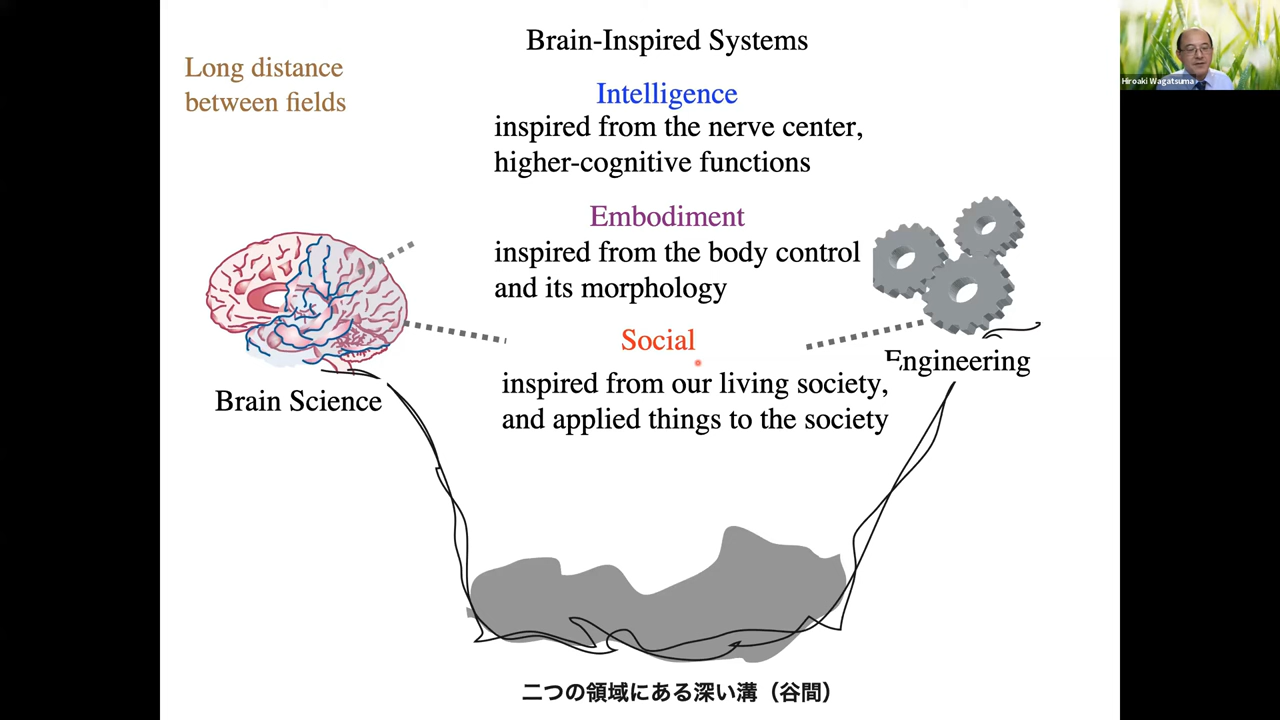 Brain-Inspired Systems
Long distance
between fields
Intelligence
inspired from the nerve center,
higher-cognitive functions
Embodiment
inspired from the body control
and its morphology
Social
inspired from our living society,
and applied things to the society
Brain Science
Engineering
二つの領域にある深い溝（谷間）
Hiroaki Wagatsuma